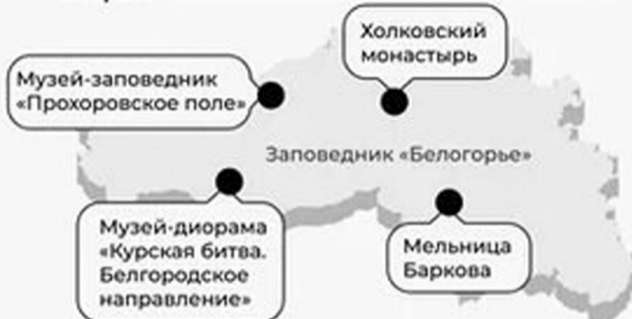 Холковский
монастырь
Музей-заповедник
«Прохоровское поле»
Заповедник «Белогорье»
Музей-диорама
«Курская битва.
Белгородское
направление»
Мельница
Баркова